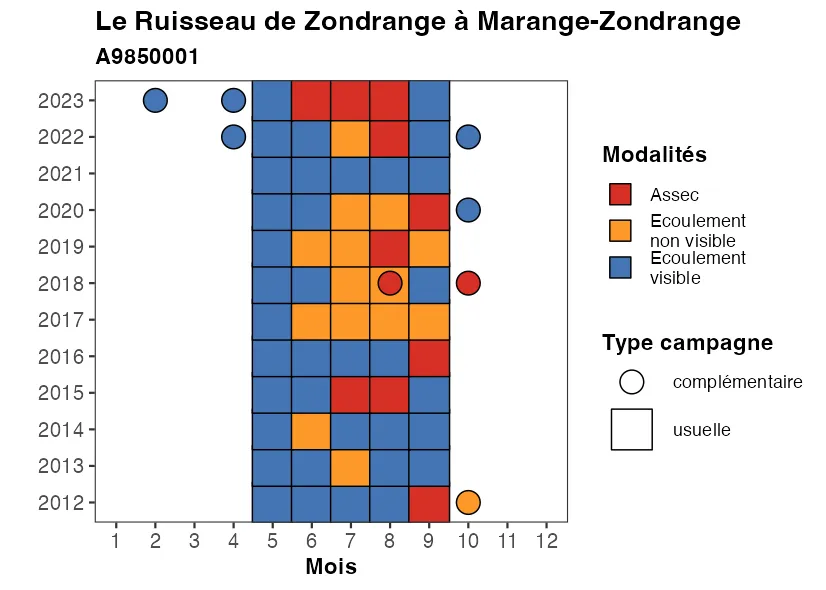 Le Ruisseau de Zondrange à Marange-Zondrange
A9850001
2023
2022
2021
2020
2019
2018
2017
2016
2015
2014
2013
2012
1 2 3 4 5 6 7 8 9 10 11 12
Mois
Modalités
Assec
Ecoulement
non visible
Ecoulement
visible
Type campagne
complémentaire
usuelle